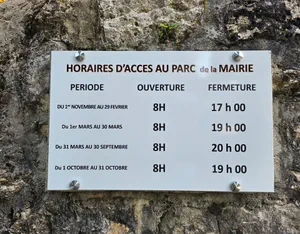 HORAIRES D'ACCES AU PARC de la MAIRIE
PERIODE OUVERTURE FERMETURE
DU 1er NOVEMBRE AU 29 FEVRIER 8H 17 h 00
Du 1er MARS AU 30 MARS 8H 19 h 00
Du 31 MARS AU 30 SEPTEMBRE 8H 20 h 00
Du 1 OCTOBRE AU 31 OCTOBRE 8H 19 h 00